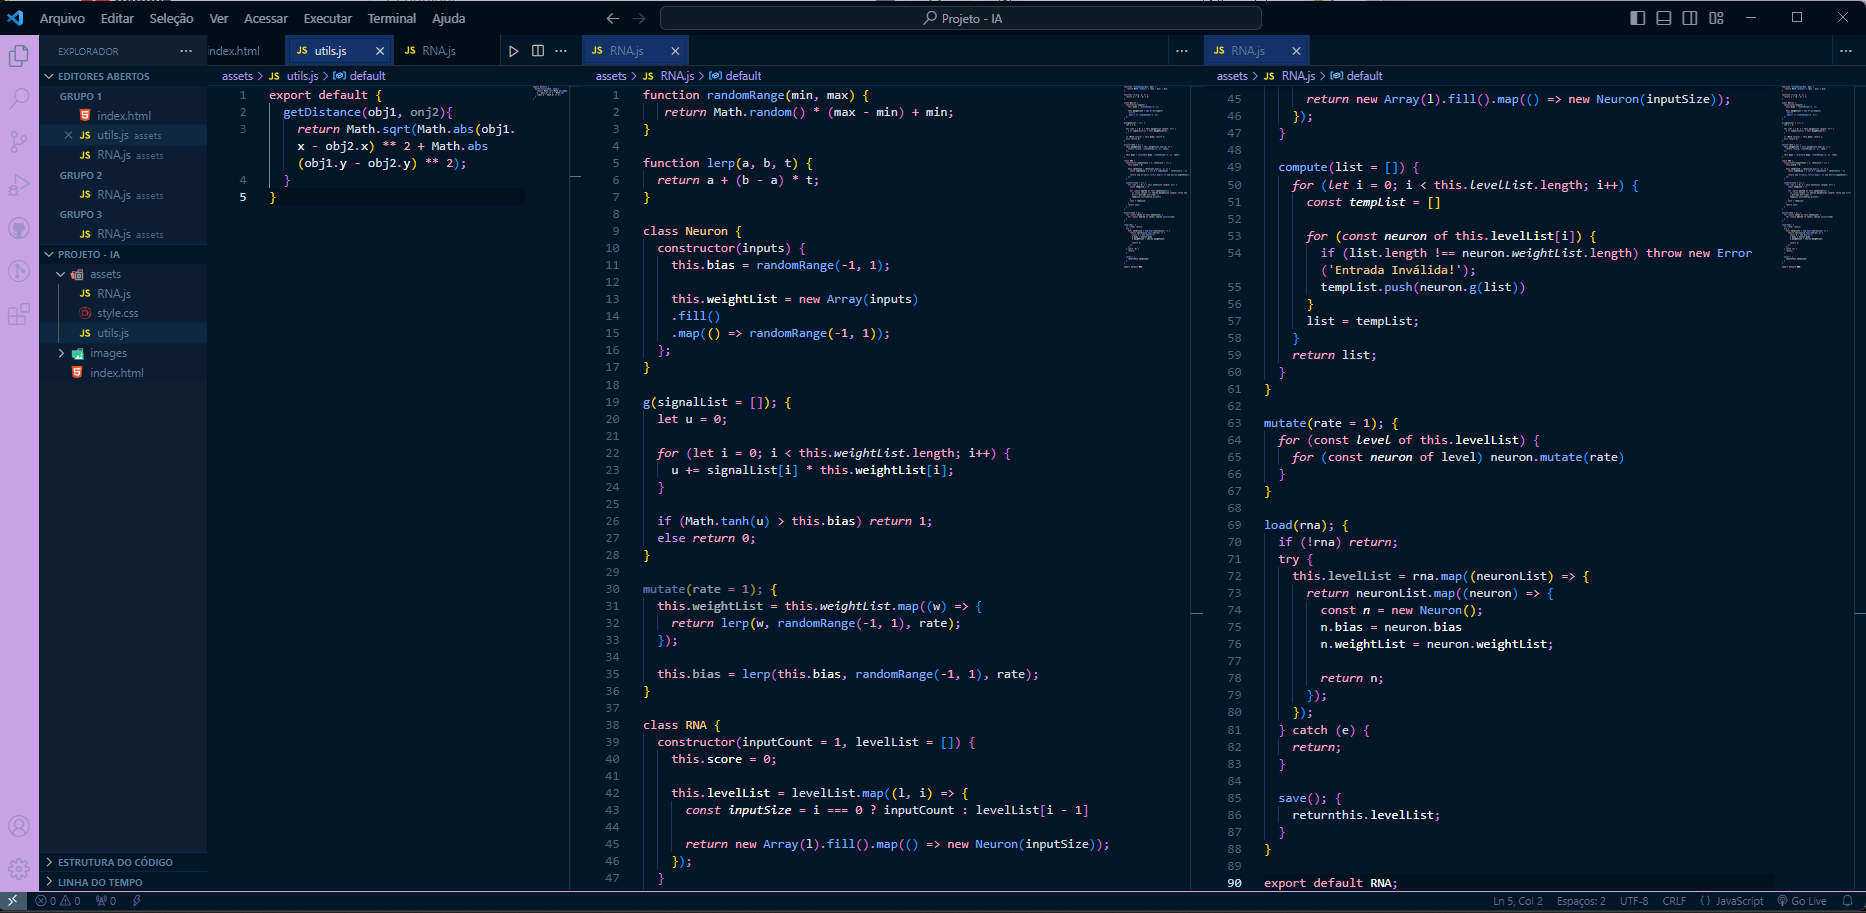 Arquivo Editar Seleção Ver Acessar Executar Terminal Ajuda
Projeto - IA
EXPLORADOR
EDITORES ABERTOS
GRUPO 1
index.html
utils.js assets
RNA.js assets
GRUPO 2
RNA.js assets
GRUPO 3
RNA.js assets
PROJETO - IA
assets
RNA.js
style.css
utils.js
images
index.html
ESTRUTURA DO CÓDIGO
LINHA DO TEMPO
index.html JS utils.js JS RNA.js
assets > JS utils.js > default
1 export default {
2 getDistance(obj1, onj2){
3 return Math.sqrt(Math.abs(obj1.
x - obj2.x) ** 2 + Math.abs
(obj1.y - obj2.y) ** 2);
4 }
5 }
JS RNA.js
assets > JS RNA.js > default
1 function randomRange(min, max) {
2 return Math.random() * (max - min) + min;
3 }
4
5 function lerp(a, b, t) {
6 return a + (b - a) * t;
7 }
8
9 class Neuron {
10 constructor(inputs) {
11 this.bias = randomRange(-1, 1);
12
13 this.weightList = new Array(inputs)
14 .fill()
15 .map(() => randomRange(-1, 1));
16 };
17 }
18
19 g(signalList = []); {
20 let u = 0;
21
22 for (let i = 0; i < this.weightList.length; i++) {
23 u += signalList[i] * this.weightList[i];
24 }
25
26 if (Math.tanh(u) > this.bias) return 1;
27 else return 0;
28 }
29
30 mutate(rate = 1); {
31 this.weightList = this.weightList.map((w) => {
32 return lerp(w, randomRange(-1, 1), rate);
33 });
34
35 this.bias = lerp(this.bias, randomRange(-1, 1), rate);
36 }
37
38 class RNA {
39 constructor(inputCount = 1, levelList = []) {
40 this.score = 0;
41
42 this.levelList = levelList.map((l, i) => {
43 const inputSize = i === 0 ? inputCount : levelList[i - 1]
44
45 return new Array(l).fill().map(() => new Neuron(inputSize));
46 });
47 }
JS RNA.js
assets > JS RNA.js > default
45 return new Array(l).fill().map(() => new Neuron(inputSize));
46 });
47 }
48
49 compute(list = []) {
50 for (let i = 0; i < this.levelList.length; i++) {
51 const tempList = []
52
53 for (const neuron of this.levelList[i]) {
54 if (list.length !== neuron.weightList.length) throw new Error
('Entrada Inválida!');
55 tempList.push(neuron.g(list))
56 }
57 list = tempList;
58 }
59 return list;
60 }
61 }
62
63 mutate(rate = 1); {
64 for (const level of this.levelList) {
65 for (const neuron of level) neuron.mutate(rate)
66 }
67 }
68
69 load(rna); {
70 if (!rna) return;
71 try {
72 this.levelList = rna.map((neuronList) => {
73 return neuronList.map((neuron) => {
74 const n = new Neuron();
75 n.bias = neuron.bias
76 n.weightList = neuron.weightList;
77
78 return n;
79 });
80 });
81 } catch (e) {
82 return;
83 }
84
85 save(); {
86 returnthis.levelList;
87 }
88 }
89
90 export default RNA;
0 0 0
Ln 5, Col 2 Espaços: 2 UTF-8 CRLF {} JavaScript Go Live